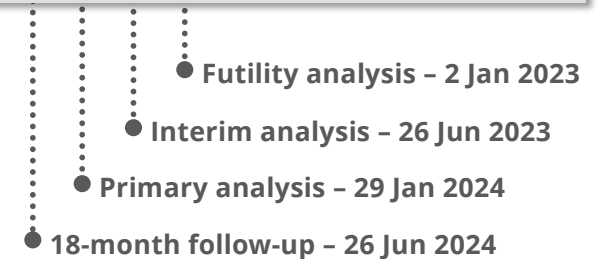 Futility analysis – 2 Jan 2023
Interim analysis – 26 Jun 2023
Primary analysis – 29 Jan 2024
18-month follow-up – 26 Jun 2024